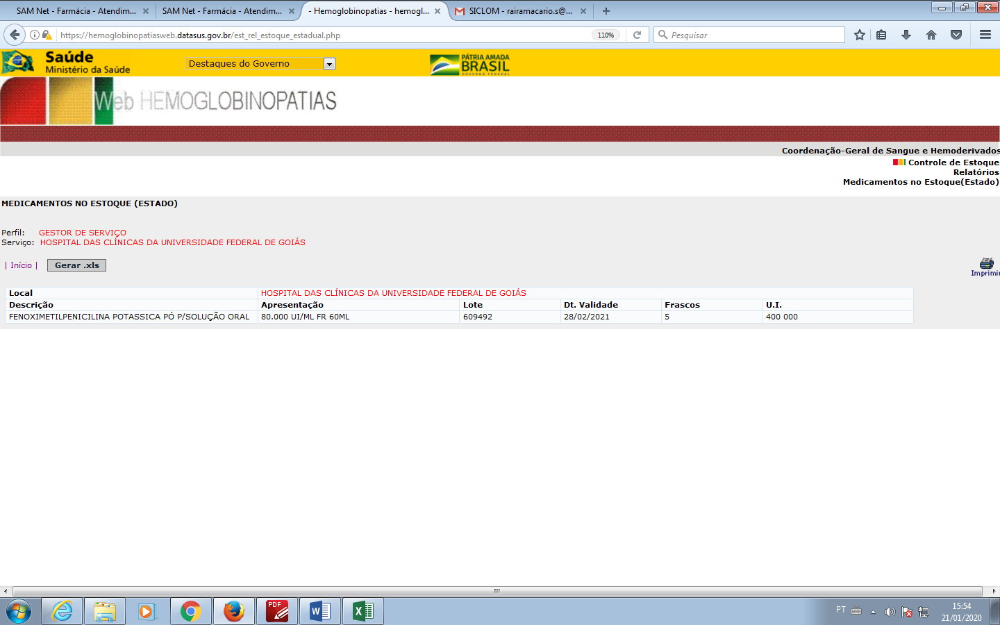 SAM Net - Farmácia - Atendim...
SAM Net - Farmácia - Atendim...
- Hemoglobinopatias - hemogl...
SICLOM - rairamacario.s@...
https://hemoglobinopatiasweb.datasus.gov.br/est_rel_estoque_estadual.php
110%
Pesquisar
Saúde
Ministério da Saúde
Destaques do Governo
PÁTRIA AMADA
BRASIL
GOVERNO FEDERAL
Web HEMOGLOBINOPATIAS
Coordenação-Geral de Sangue e Hemoderivados
Controle de Estoque
Relatórios
Medicamentos no Estoque(Estado)
MEDICAMENTOS NO ESTOQUE (ESTADO)
Perfil: GESTOR DE SERVIÇO
Serviço: HOSPITAL DAS CLÍNICAS DA UNIVERSIDADE FEDERAL DE GOIÁS
| Início | Gerar .xls
Imprimir
Local HOSPITAL DAS CLÍNICAS DA UNIVERSIDADE FEDERAL DE GOIÁS
Descrição Apresentação Lote Dt. Validade Frascos U.I.
FENOXIMETILPENICILINA POTASSICA PÓ P/SOLUÇÃO ORAL 80.000 UI/ML FR 60ML 609492 28/02/2021 5 400 000
PDF
PT
15:54
21/01/2020